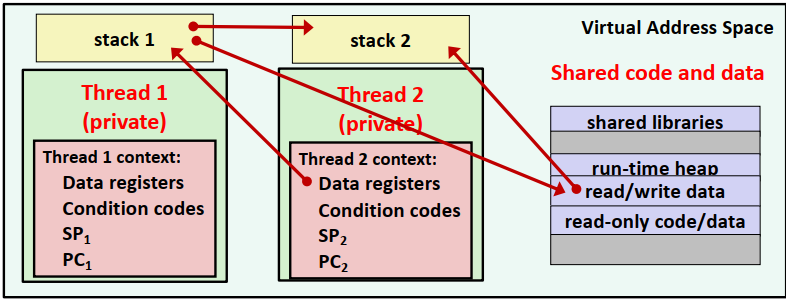 stack 1
stack 2
Virtual Address Space
Thread 1
(private)
Thread 1 context:
Data registers
Condition codes
SP1
PC1
Thread 2
(private)
Thread 2 context:
Data registers
Condition codes
SP2
PC2
Shared code and data
shared libraries
run-time heap
read/write data
read-only code/data